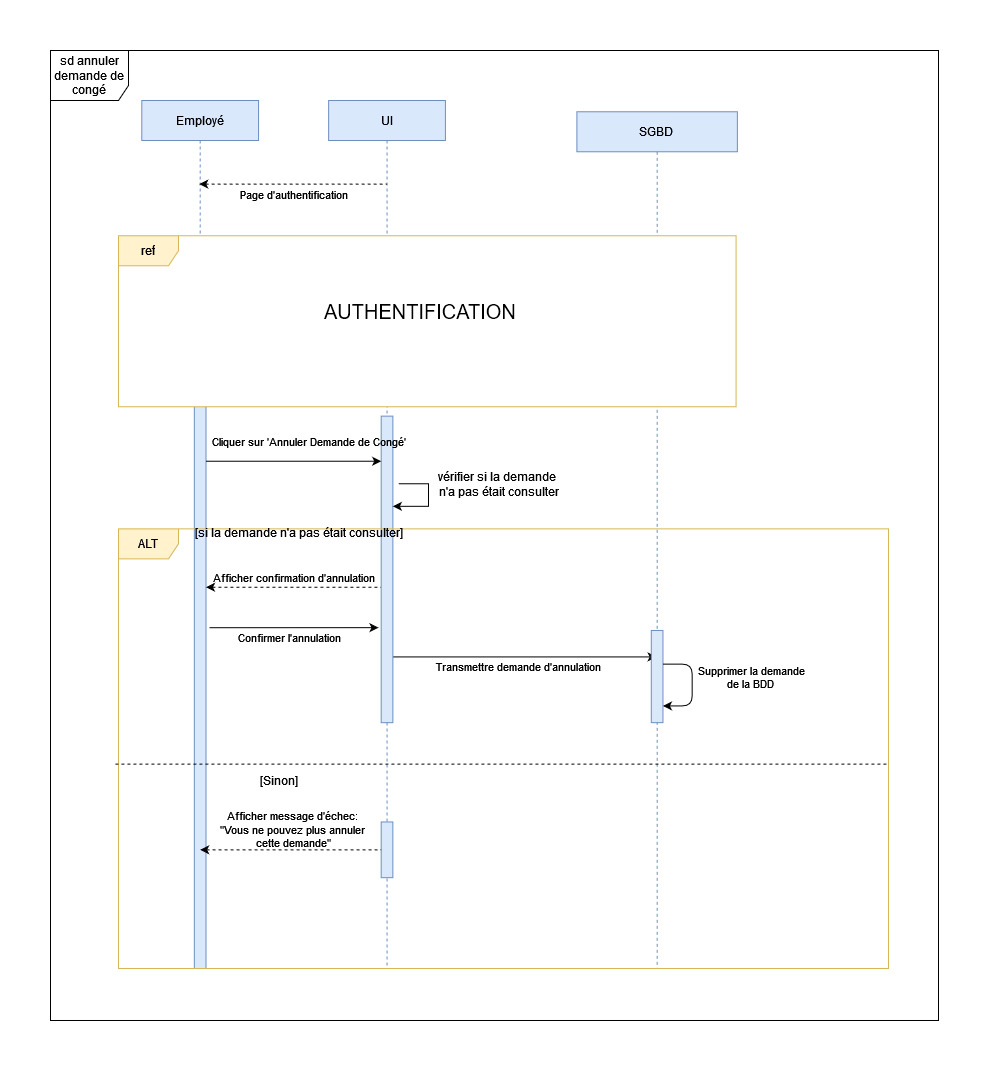 sd annuler
demande de
congé
Employé
UI
SGBD
Page d'authentification
ref
AUTHENTIFICATION
Cliquer sur 'Annuler Demande de Congé'
vérifier si la demande
n'a pas était consulter
ALT
[si la demande n'a pas était consulter]
Afficher confirmation d'annulation
Confirmer l'annulation
Transmettre demande d'annulation
Supprimer la demande
de la BDD
[Sinon]
Afficher message d'échec:
"Vous ne pouvez plus annuler
cette demande"